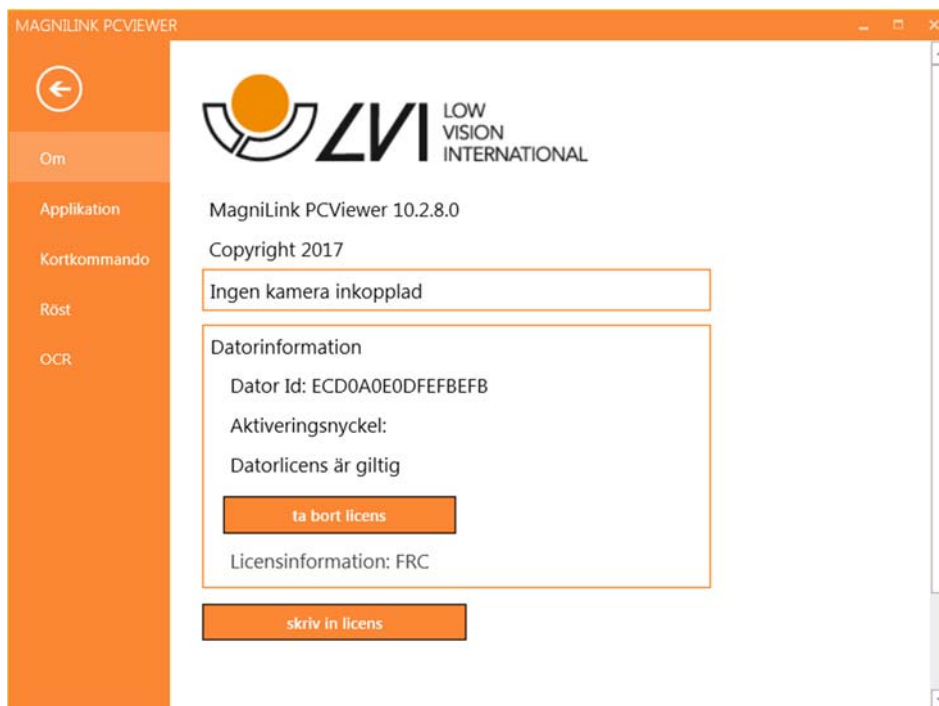 MAGNILINK PCVIEWER
Om
Applikation
Kortkommando
Röst
OCR
LVI
LOW
VISION
INTERNATIONAL
MagniLink PCViewer 10.2.8.0
Copyright 2017
Ingen kamera inkopplad
Datorinformation
Dator Id: ECD0A0E0DFEFBEFB
Aktiveringsnyckel:
Datorlicens är giltig
ta bort licens
Licensinformation: FRC
skriv in licens